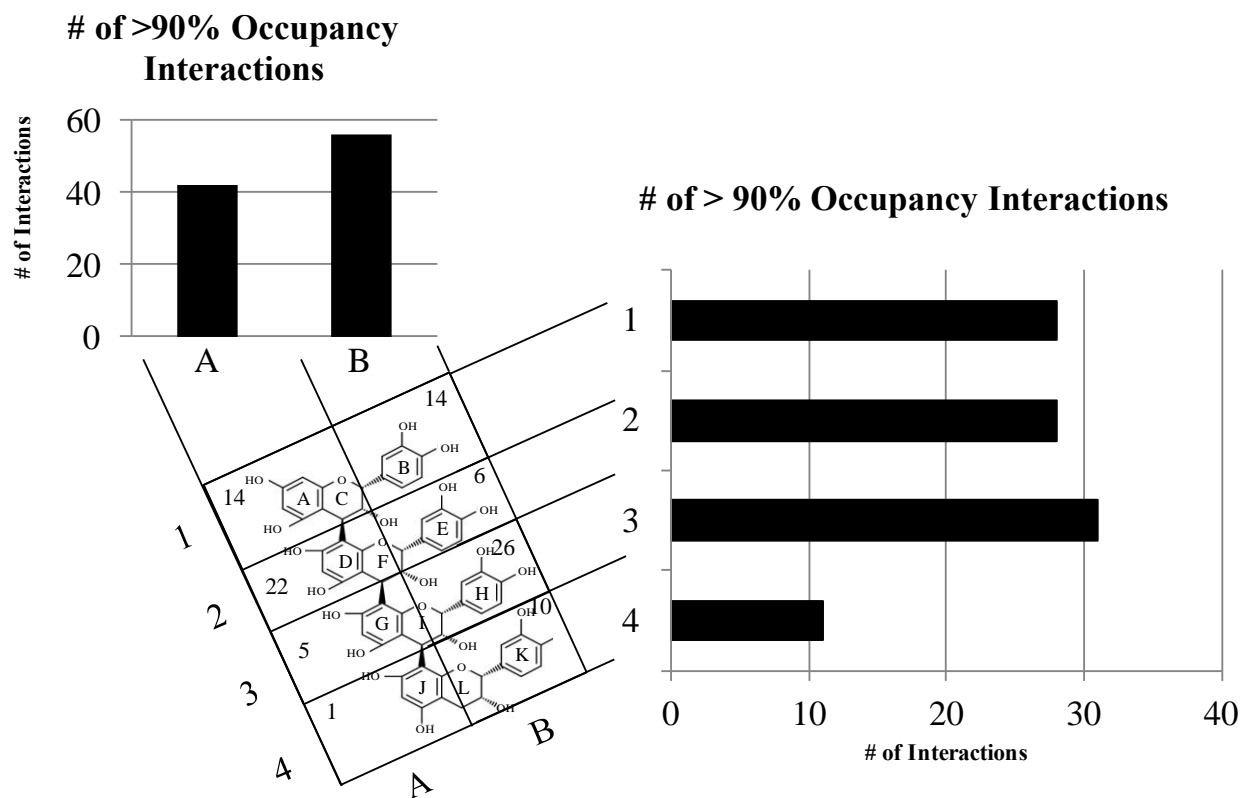 # of >90% Occupancy
Interactions
# of Interactions
60
40
20
0
A
B
# of > 90% Occupancy Interactions
1
2
3
4
0
10
20
30
40
# of Interactions
14
14
6
22
26
5
10
1
1
2
3
4
A
B
OH
OH
B
HO
O
A
C
HO
OH
OH
OH
E
HO
O
D
F
HO
OH
OH
OH
H
HO
O
G
I
HO
OH
OH
K
HO
O
J
L
OH
OH